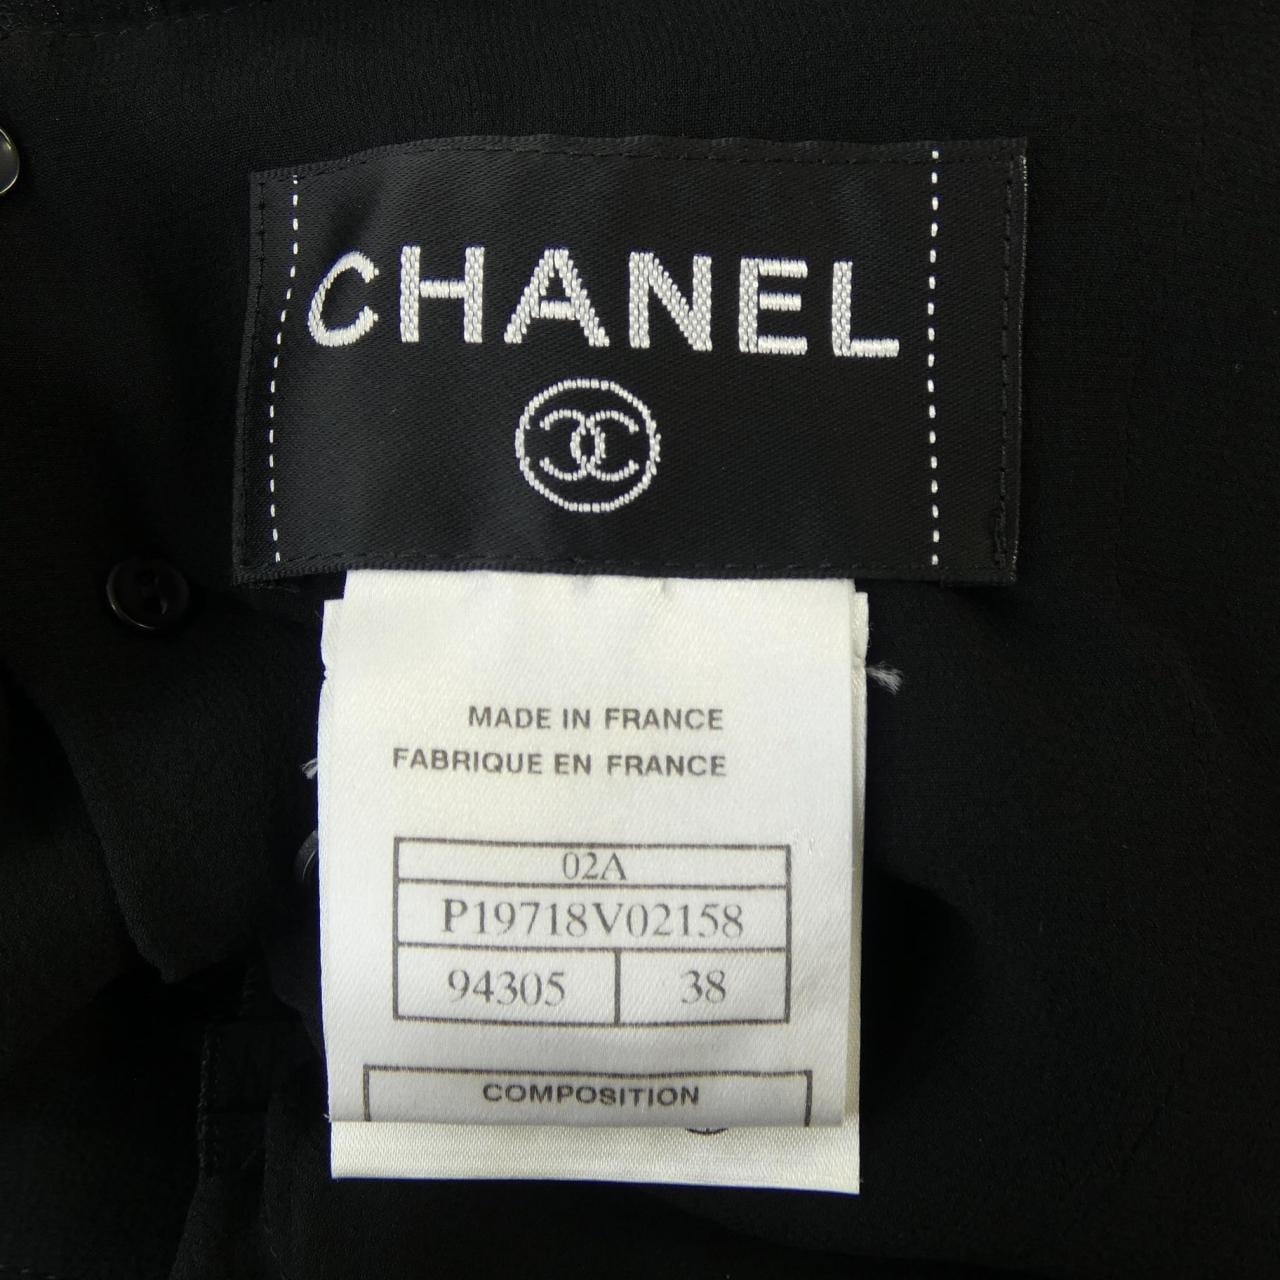 CHANEL
MADE IN FRANCE
FABRIQUE EN FRANCE
02A
P19718V02158
94305 38
COMPOSITION